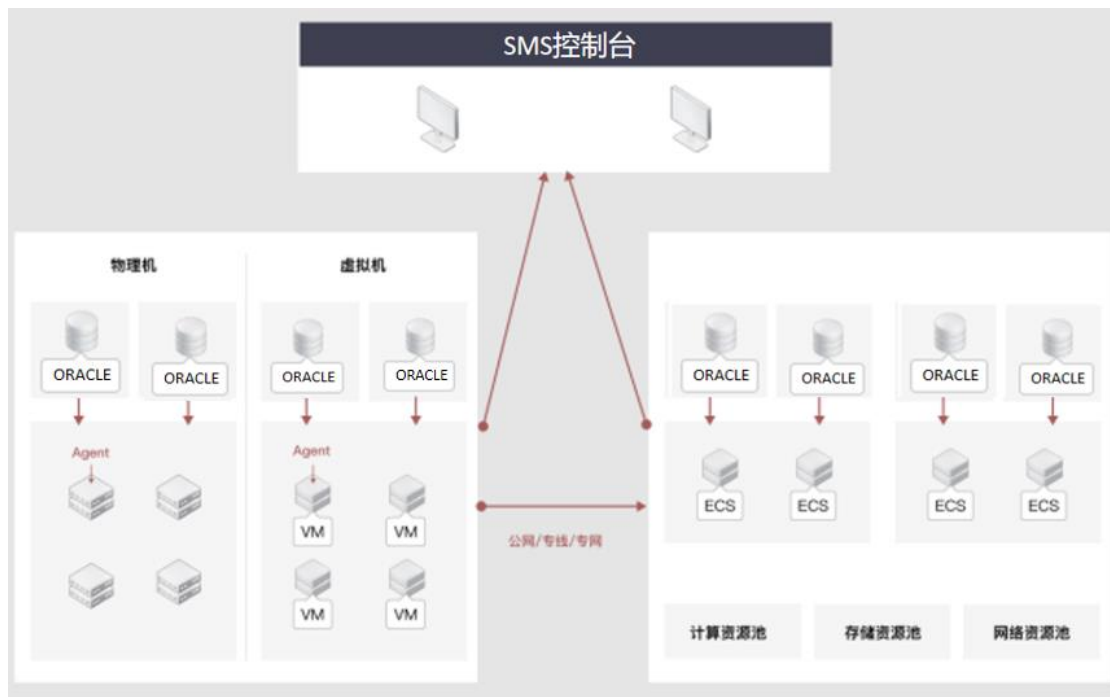 SMS控制台
物理机
虚拟机
ORACLE
ORACLE
ORACLE
ORACLE
Agent
Agent
VM
VM
VM
VM
公网/专线/专网
ORACLE
ORACLE
ORACLE
ORACLE
ECS
ECS
ECS
ECS
计算资源池
存储资源池
网络资源池